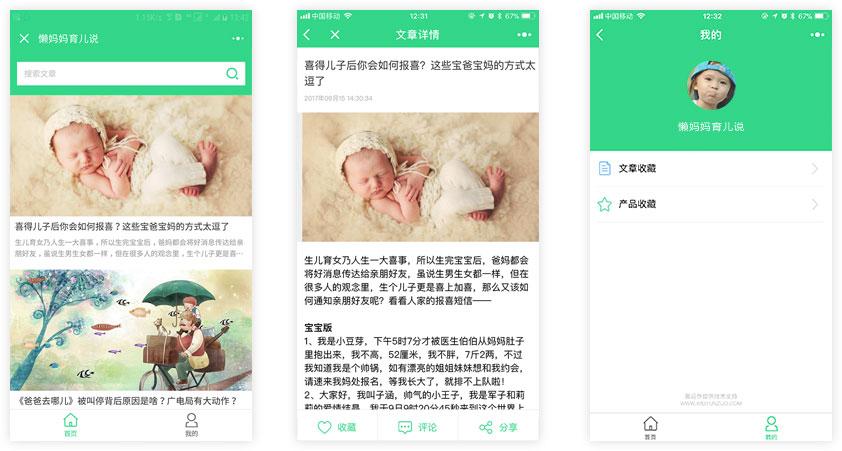 1.15K/s
13:42
懒妈妈育儿说
搜索文章
喜得儿子后你会如何报喜？这些宝爸宝妈的方式太逗了
生儿育女乃人生一大喜事，所以生完宝宝后，爸妈都会将好消息传达给亲
朋好友，虽说生男生女都一样，但在很多人的观念里，生个儿子更是喜…
《爸爸去哪儿》被叫停背后原因是啥？广电局有大动作？
首页
我的
中国移动
12:31
67%
文章详情
喜得儿子后你会如何报喜？这些宝爸宝妈的方式太
逗了
2017年09月15 14:30:34
生儿育女乃人生一大喜事，所以生完宝宝后，爸妈都会
将好消息传达给亲朋好友，虽说生男生女都一样，但在
很多人的观念里，生个儿子更是喜上加喜，那么又该如
何通知亲朋好友呢？看看人家的报喜短信——
宝宝版
1、我是小豆芽，下午5时7分才被医生伯伯从妈妈肚子
里抱出来，我不高，52厘米，我不胖，7斤2两，不过
我知道我是个帅锅，如有漂亮的姐姐妹妹想和我约会，
请速来我妈处报名，等我长大了，就排不上队啦！
2、大家好，我叫子涵，帅气的小王子，我是军子和莉
莉的爱情结晶，我于9月9时20分45秒来到这个世界上
收藏
评论
分享
中国移动
12:32
67%
我的
懒妈妈育儿说
文章收藏
产品收藏
首页
我的